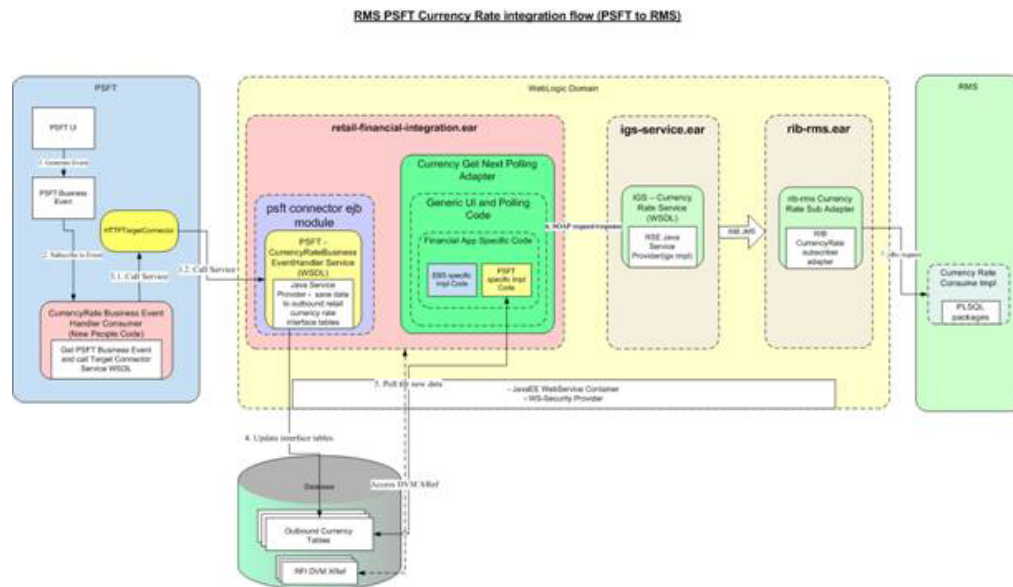 RMS PSFT Currency Rate integration flow (PSFT to RMS)
PSFT
PSFT UI
1. Generate Event
PSFT Business
Event
HTTPTargetConnector
2. Subscribe to Event
3.1. Call Service
3.2. Call Service
CurrencyRate Business Event
Handler Consumer
(New People Code)
Get PSFT Business Event
and call Target Connector
Service WSDL
WebLogic Domain
retail-financial-integration.ear
psft connector ejb
module
PSFT -
CurrencyRateBusiness
EventHandler Service
(WSDL)
Java Service
Provider - save data
to outbound retail
currency rate
interface tables
Currency Get Next Polling
Adapter
Generic UI and Polling
Code
Financial App Specific Code
EBS specific
Impl Code
PSFT
specific Impl
Code
6. SOAP request/response
igs-service.ear
IGS – Currency
Rate Service
(WSDL)
RSE Java
Service
Provider(igs impl)
RIB JMS
rib-rms.ear
rib-rms Currency
Rate Sub Adapter
RIB
CurrencyRate
subscriber
adapter
RMS
Currency Rate
Consume Impl
PLSQL
packages
5. Poll for new data
- JavaEE WebService Container
- WS-Security Provider
4. Update interface tables
Database
Access DVM XRef
Outbound Currency
Tables
RFI DVM XRef